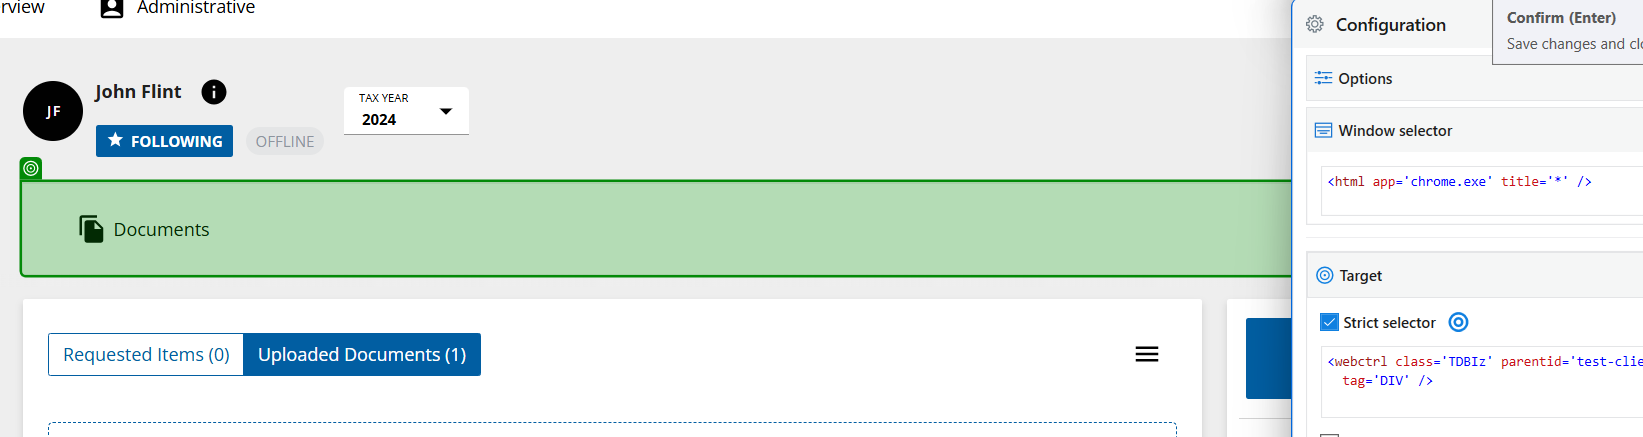 rview
Administrative
John Flint
JF
FOLLOWING
OFFLINE
TAX YEAR
2024
Documents
Requested Items (0)
Uploaded Documents (1)
Configuration
Confirm (Enter)
Save changes and clo
Options
Window selector
<html app='chrome.exe' title='*' />
Target
Strict selector
<webctrl class='TDBIz' parentid='test-clie
tag='DIV' />